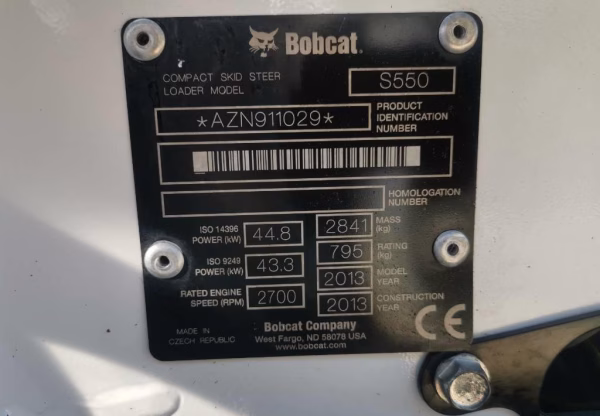 Bobcat.
COMPACT SKID STEER
LOADER MODEL
S550
*AZN911029*
PRODUCT
IDENTIFICATION
NUMBER
HOMOLOGATION
NUMBER
ISO 14396
POWER (kW)
44.8
2841
MASS
(kg)
ISO 9249
POWER (kW)
43.3
795
RATING
(kg)
2013
MODEL
YEAR
RATED ENGINE
SPEED (RPM)
2700
2013
CONSTRUCTION
YEAR
MADE IN
CZECH REPUBLIC
Bobcat Company
West Fargo, ND 58078 USA
www.bobcat.com
CE